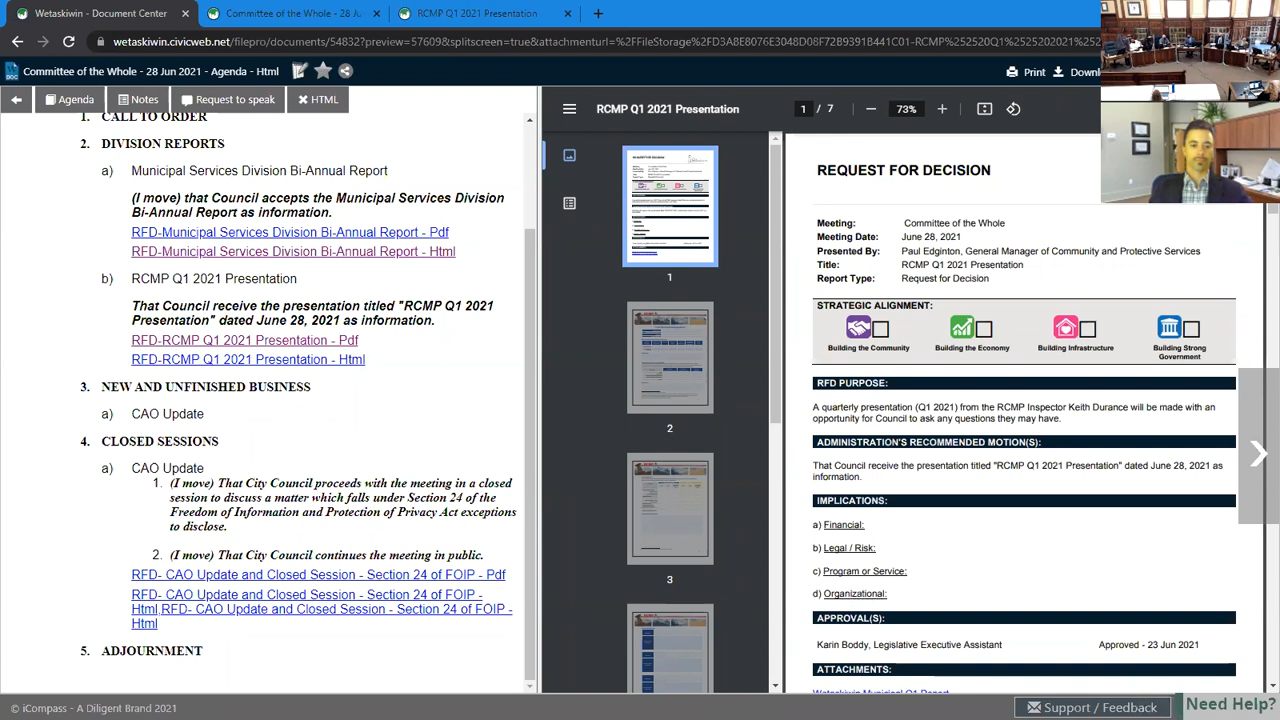 Wetaskiwin - Document Center
Committee of the Whole - 28 Ju
RCMP Q1 2021 Presentation
Committee of the Whole - 28 Jun 2021 - Agenda - Html
Print
Downl
Agenda
Notes
Request to speak
HTML
1. CALL TO ORDER
2. DIVISION REPORTS
a) Municipal Services Division Bi-Annual Report
(I move) that Council accepts the Municipal Services Division
Bi-Annual Report as information.
RFD-Municipal Services Division Bi-Annual Report - Pdf
RFD-Municipal Services Division Bi-Annual Report - Html
b) RCMP Q1 2021 Presentation
That Council receive the presentation titled "RCMP Q1 2021
Presentation" dated June 28, 2021 as information.
RFD-RCMP Q1 2021 Presentation - Pdf
RFD-RCMP Q1 2021 Presentation - Html
3. NEW AND UNFINISHED BUSINESS
a) CAO Update
4. CLOSED SESSIONS
a) CAO Update
1. (I move) That City Council proceeds with the meeting in a closed
session to discuss a matter which falls under Section 24 of the
Freedom of Information and Protection of Privacy Act exceptions
to disclose.
2. (I move) That City Council continues the meeting in public.
RFD- CAO Update and Closed Session - Section 24 of FOIP - Pdf
RFD- CAO Update and Closed Session - Section 24 of FOIP -
Html,RFD- CAO Update and Closed Session - Section 24 of FOIP -
Html
5. ADJOURNMENT
RCMP Q1 2021 Presentation
1 / 7
73%
1
2
3
REQUEST FOR DECISION
Meeting: Committee of the Whole
Meeting Date: June 28, 2021
Presented By: Paul Edginton, General Manager of Community and Protective Services
Title: RCMP Q1 2021 Presentation
Report Type: Request for Decision
STRATEGIC ALIGNMENT:
Building the Community
Building the Economy
Building Infrastructure
Building Strong
Government
RFD PURPOSE:
A quarterly presentation (Q1 2021) from the RCMP Inspector Keith Durance will be made with an
opportunity for Council to ask any questions they may have.
ADMINISTRATION'S RECOMMENDED MOTION(S):
That Council receive the presentation titled "RCMP Q1 2021 Presentation" dated June 28, 2021 as
information.
IMPLICATIONS:
a) Financial:
b) Legal / Risk:
c) Program or Service:
d) Organizational:
APPROVAL(S):
Karin Boddy, Legislative Executive Assistant Approved - 23 Jun 2021
ATTACHMENTS:
Wetaskiwin Municipal Q1 Report
© iCompass - A Diligent Brand 2021
Support / Feedback
Need Help?